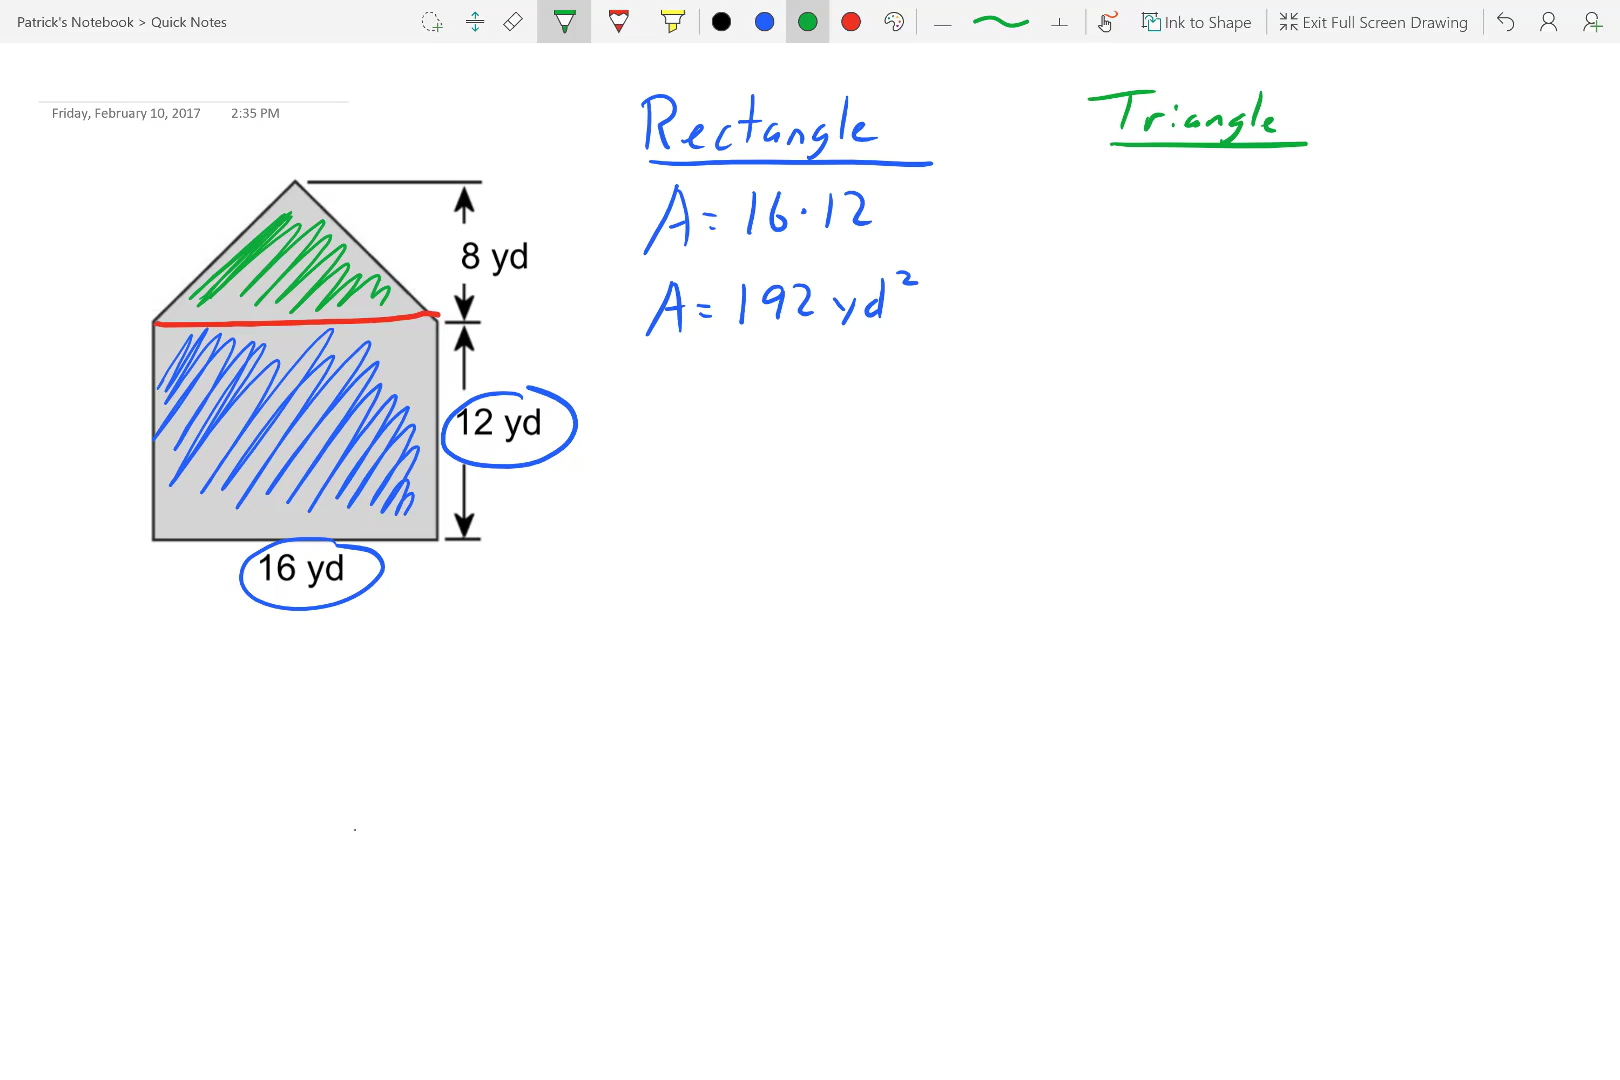 Patrick's Notebook > Quick Notes
Ink to Shape
Exit Full Screen Drawing
Friday, February 10, 2017 2:35 PM
Rectangle
A = 16 · 12
A = 192 yd²
Triangle
8 yd
12 yd
16 yd